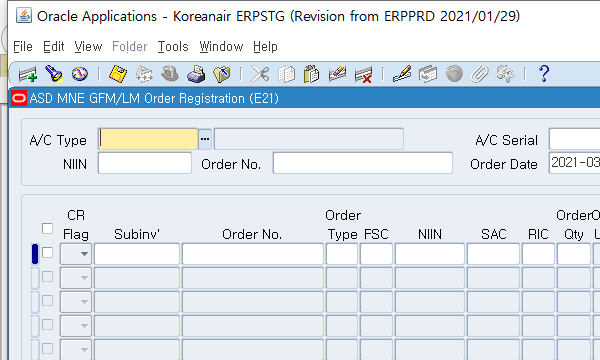 Oracle Applications - Koreanair ERPSTG (Revision from ERPPRD 2021/01/29)
File Edit View Folder Tools Window Help
ASD MNE GFM/LM Order Registration (E21)
A/C Type ... A/C Serial
NIIN Order No. Order Date 2021-03
CR Flag Subinv' Order No. Order Type FSC NIIN SAC RIC Order Qty